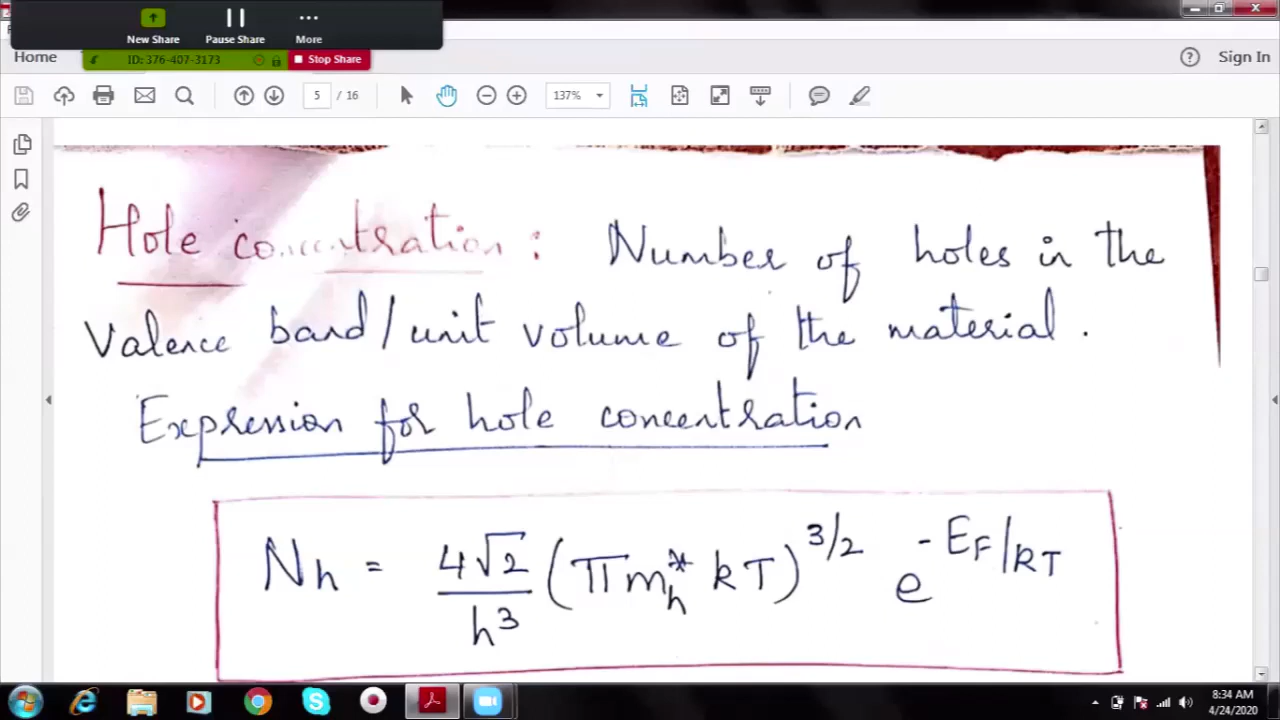 New Share Pause Share More
ID: 376-407-3173 Stop Share
Home Sign In
5 / 16 137%
Hole concentration : Number of holes in the
Valence band/unit volume of the material.
Expression for hole concentration
Nh = 4√2/h³ (πmh* kT)^3/2 e^-EF/kT
8:34 AM
4/24/2020